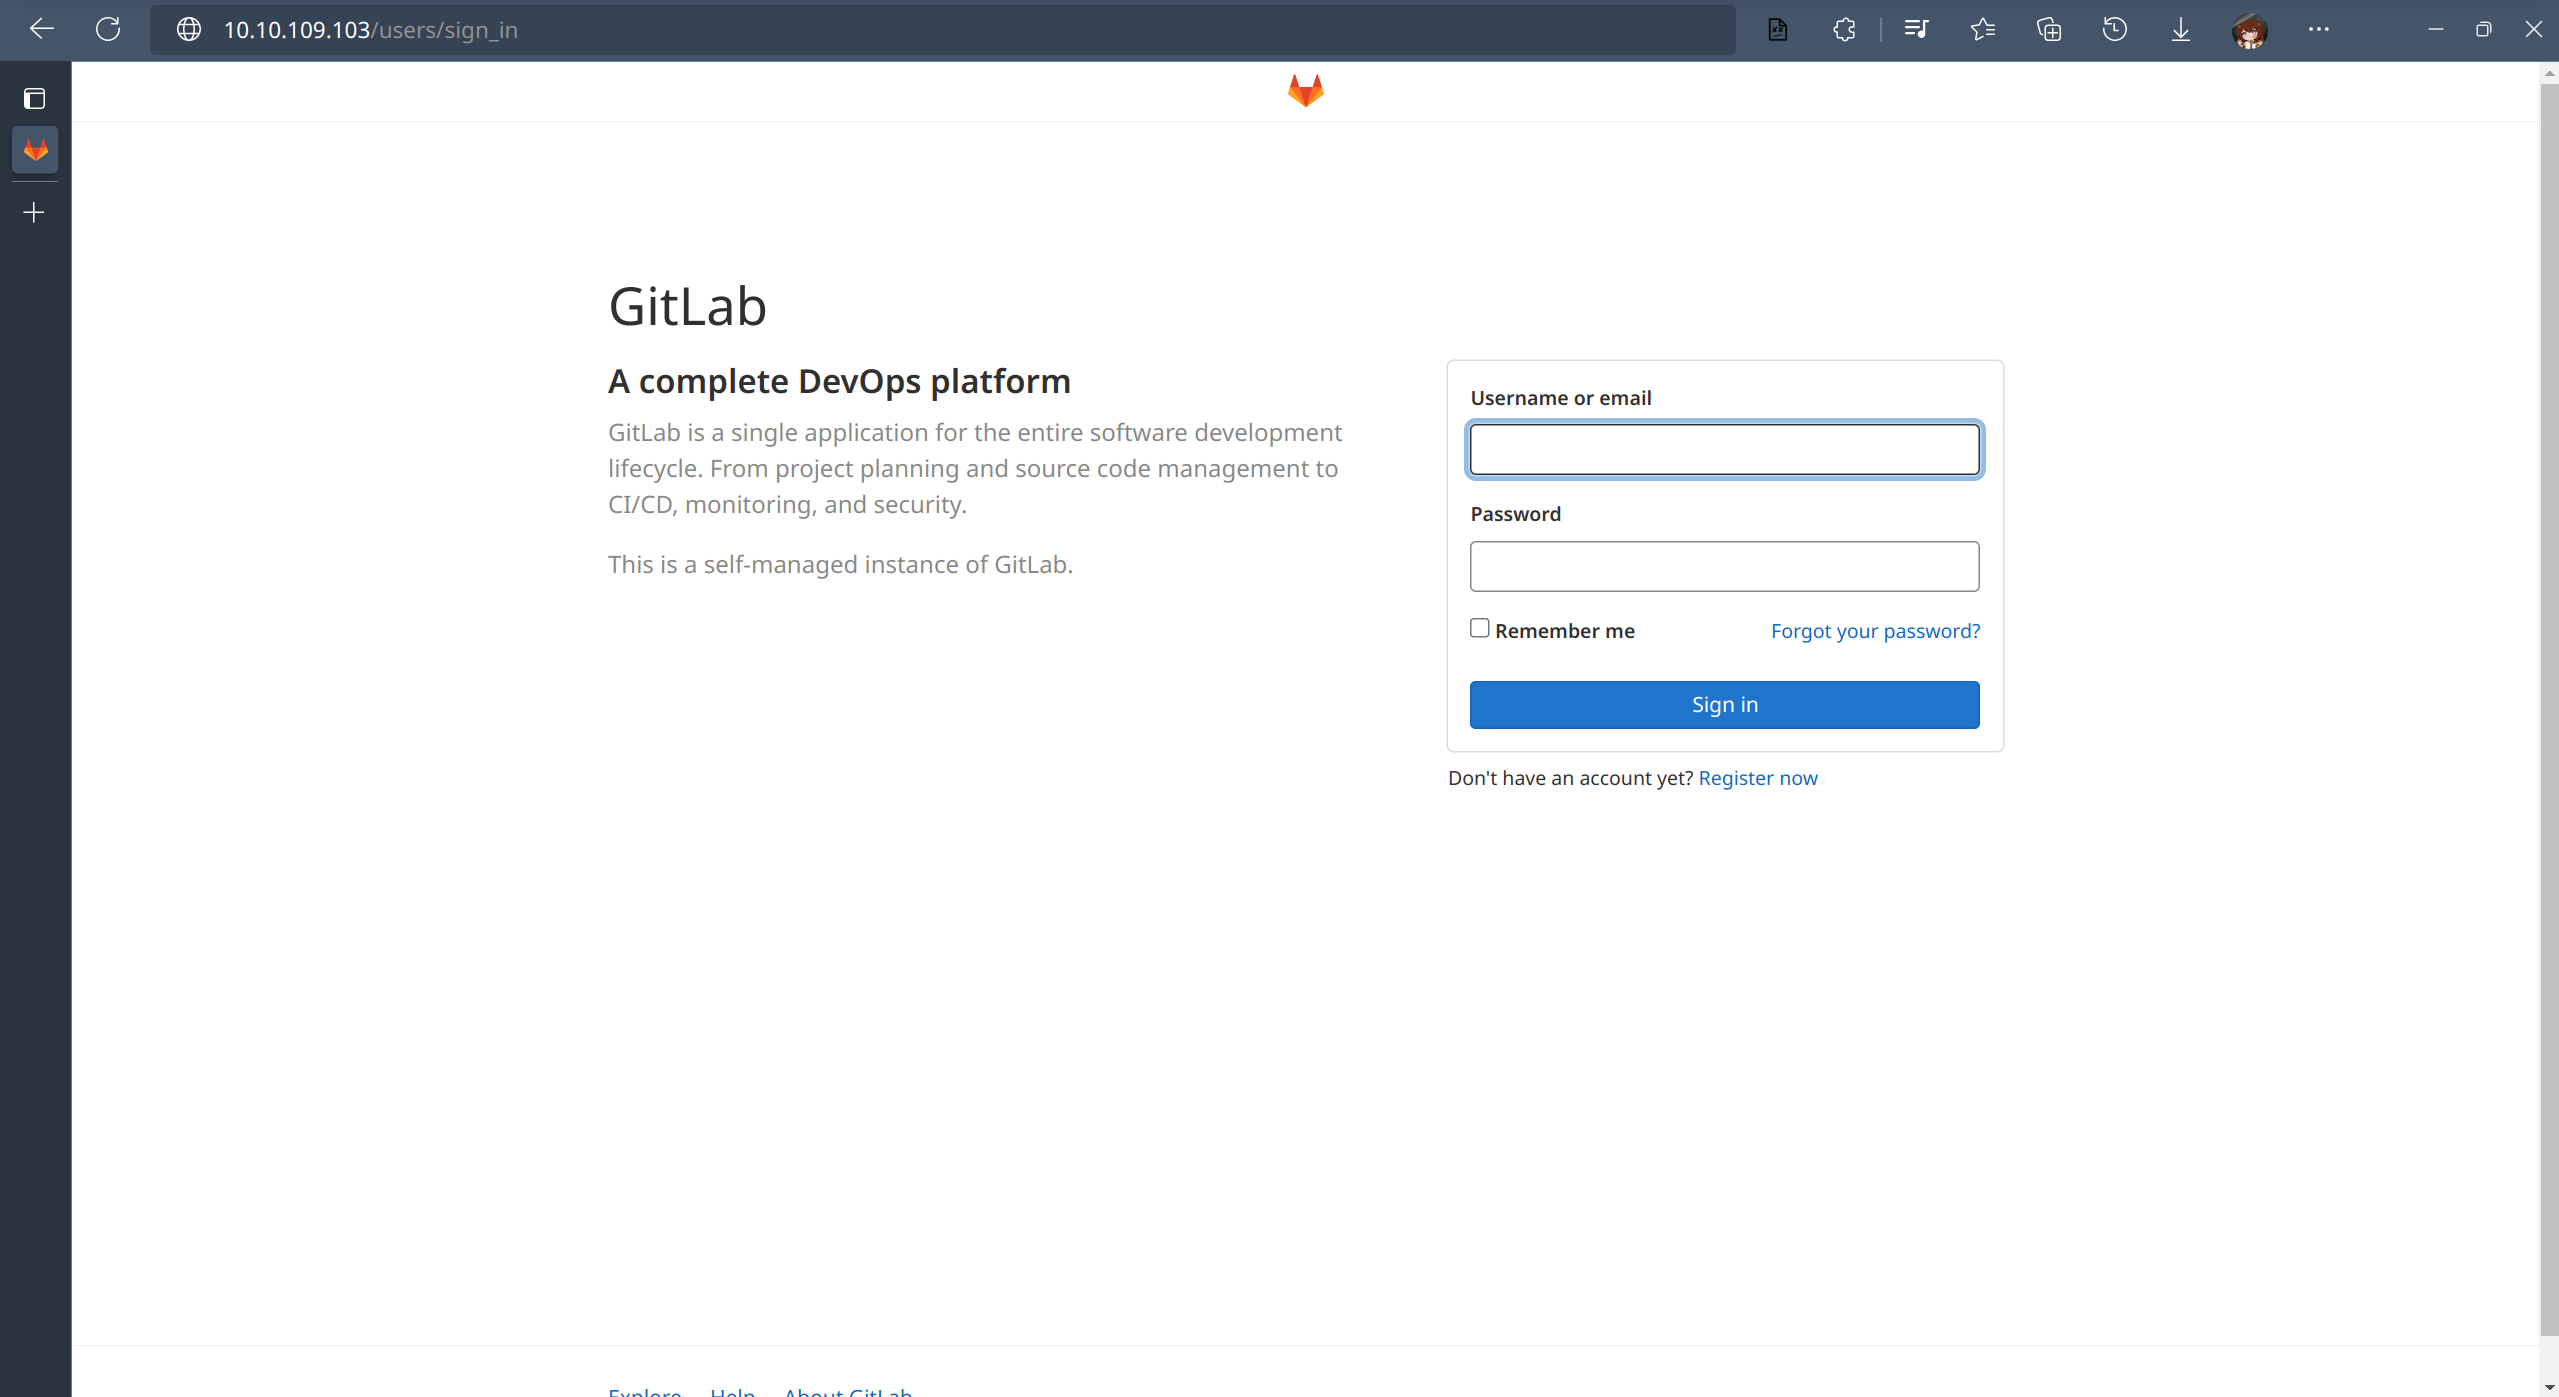 10.10.109.103/users/sign_in
GitLab
A complete DevOps platform
GitLab is a single application for the entire software development
lifecycle. From project planning and source code management to
CI/CD, monitoring, and security.
This is a self-managed instance of GitLab.
Username or email
Password
Remember me
Forgot your password?
Sign in
Don't have an account yet? Register now
Explore Help About GitLab